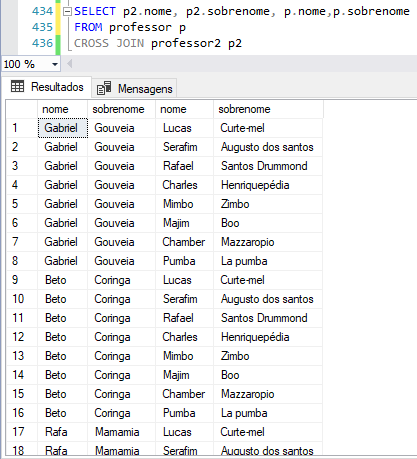 434 SELECT p2.nome, p2.sobrenome, p.nome,p.sobrenome
435 FROM professor p
436 CROSS JOIN professor2 p2
100 %
Resultados Mensagens
nome sobrenome nome sobrenome
1 Gabriel Gouveia Lucas Curte-mel
2 Gabriel Gouveia Serafim Augusto dos santos
3 Gabriel Gouveia Rafael Santos Drummond
4 Gabriel Gouveia Charles Henriquepédia
5 Gabriel Gouveia Mimbo Zimbo
6 Gabriel Gouveia Majim Boo
7 Gabriel Gouveia Chamber Mazzaropio
8 Gabriel Gouveia Pumba La pumba
9 Beto Coringa Lucas Curte-mel
10 Beto Coringa Serafim Augusto dos santos
11 Beto Coringa Rafael Santos Drummond
12 Beto Coringa Charles Henriquepédia
13 Beto Coringa Mimbo Zimbo
14 Beto Coringa Majim Boo
15 Beto Coringa Chamber Mazzaropio
16 Beto Coringa Pumba La pumba
17 Rafa Mamamia Lucas Curte-mel
18 Rafa Mamamia Serafim Augusto dos santos